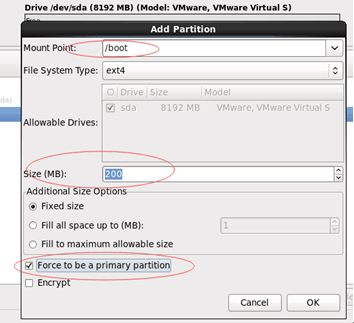 Drive /dev/sda (8192 MB) (Model: VMware, VMware Virtual S)
Free
Add Partition
Mount Point: /boot
File System Type: ext4
Drive Size Model
sda 8192 MB VMware, VMware Virtual S
Allowable Drives:
Size (MB): 200
Additional Size Options
Fixed size
Fill all space up to (MB): 1
Fill to maximum allowable size
Force to be a primary partition
Encrypt
Cancel OK